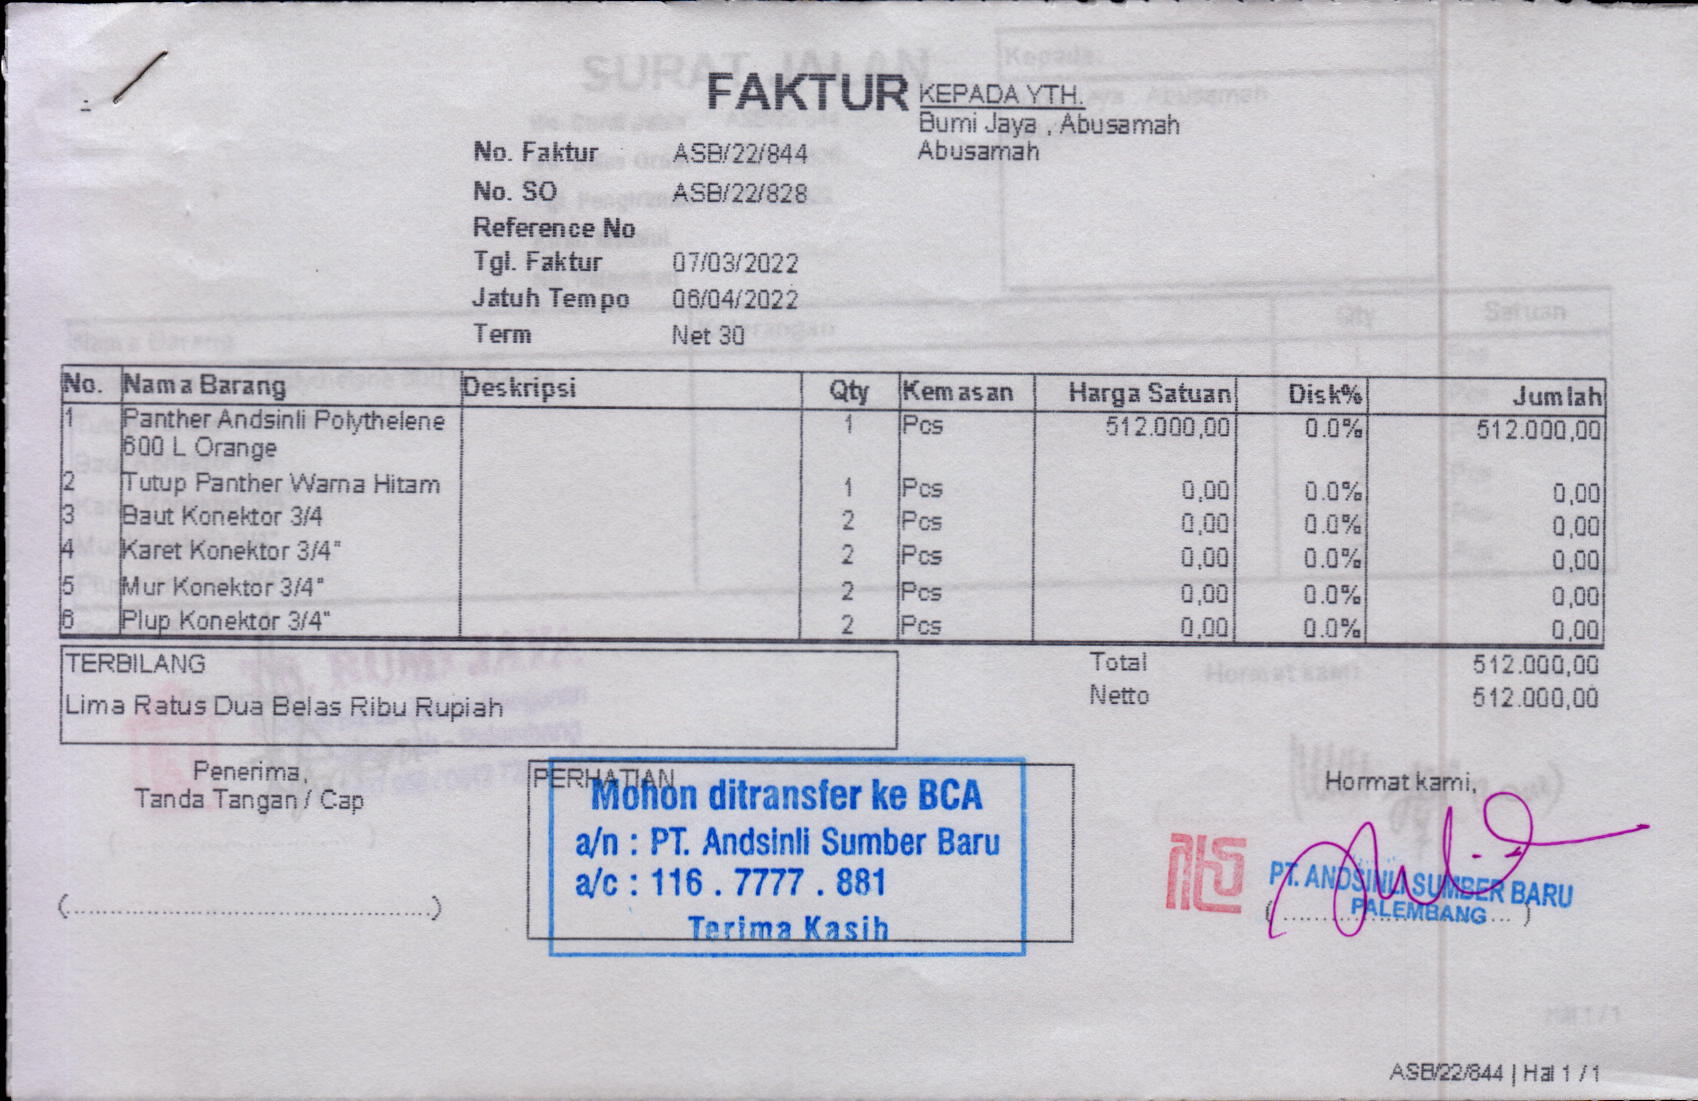 FAKTUR
KEPADA YTH.
Bumi Jaya , Abusamah
Abusamah
No. Faktur ASB/22/844
No. SO ASB/22/828
Reference No
Tgl. Faktur 07/03/2022
Jatuh Tempo 06/04/2022
Term Net 30
No. Nama Barang Deskripsi Qty Kemasan Harga Satuan Disk% Jumlah
1 Panther Andsinli Polythelene 1 Pcs 512.000,00 0.0% 512.000,00
600 L Orange
2 Tutup Panther Warna Hitam 1 Pcs 0,00 0.0% 0,00
3 Baut Konektor 3/4 2 Pcs 0,00 0.0% 0,00
4 Karet Konektor 3/4" 2 Pcs 0,00 0.0% 0,00
5 Mur Konektor 3/4" 2 Pcs 0,00 0.0% 0,00
6 Plup Konektor 3/4" 2 Pcs 0,00 0.0% 0,00
TERBILANG
Lima Ratus Dua Belas Ribu Rupiah
Total 512.000,00
Netto 512.000,00
Penerima,
Tanda Tangan / Cap
PERHATIAN
Mohon ditransfer ke BCA
a/n : PT. Andsinli Sumber Baru
a/c : 116 . 7777 . 881
Terima Kasih
Hormat kami,
PT. ANDSINLI SUMBER BARU
PALEMBANG
ASB/22/844 | Hal 1 / 1